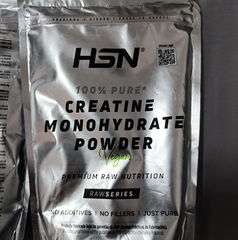 HSN®
100% PURE*
CREATINE
MONOHYDRATE
POWDER
Vegan
PREMIUM RAW NUTRITION
RAWSERIES
NO ADDITIVES | NO FILLERS | JUST PURE